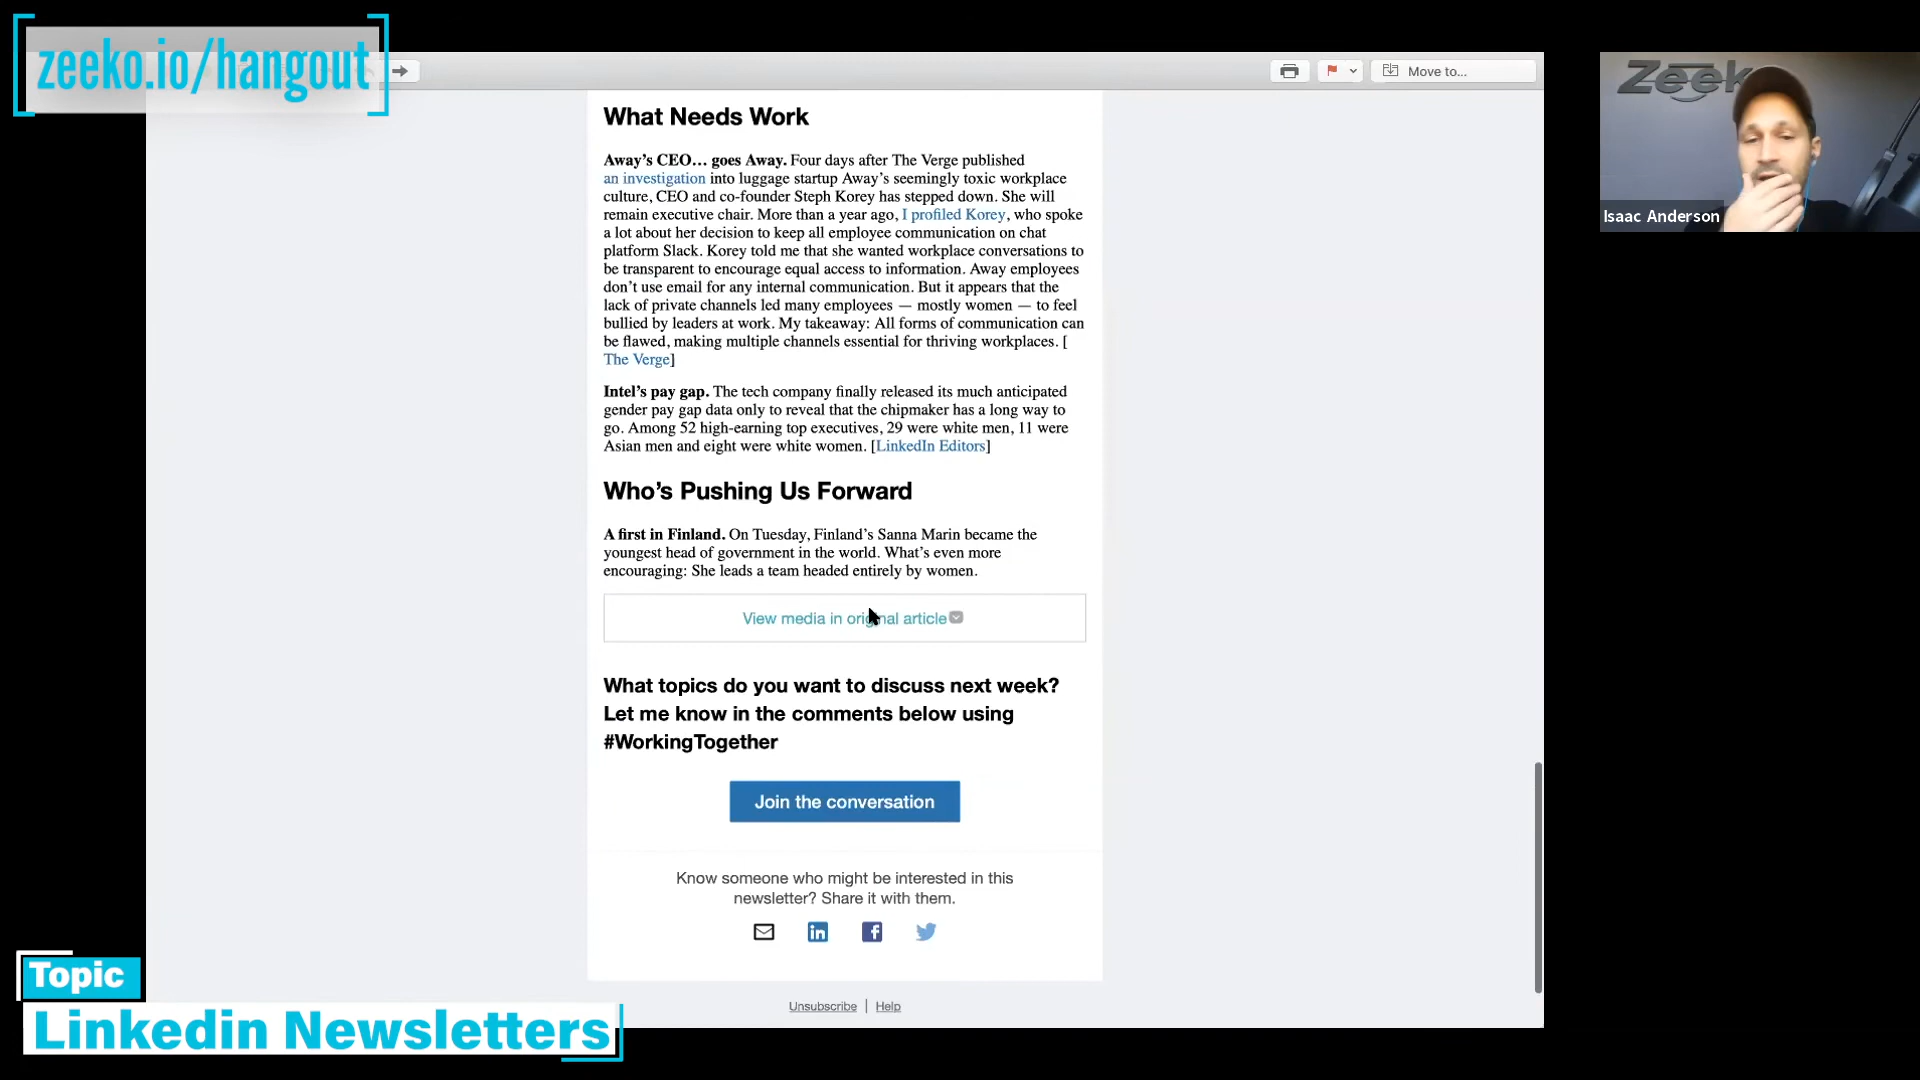 zeeko.io/hangout
Move to...
What Needs Work
Away’s CEO… goes Away. Four days after The Verge published
an investigation into luggage startup Away’s seemingly toxic workplace
culture, CEO and co-founder Steph Korey has stepped down. She will
remain executive chair. More than a year ago, I profiled Korey, who spoke
a lot about her decision to keep all employee communication on chat
platform Slack. Korey told me that she wanted workplace conversations to
be transparent to encourage equal access to information. Away employees
don’t use email for any internal communication. But it appears that the
lack of private channels led many employees — mostly women — to feel
bullied by leaders at work. My takeaway: All forms of communication can
be flawed, making multiple channels essential for thriving workplaces. [
The Verge]
Intel’s pay gap. The tech company finally released its much anticipated
gender pay gap data only to reveal that the chipmaker has a long way to
go. Among 52 high-earning top executives, 29 were white men, 11 were
Asian men and eight were white women. [LinkedIn Editors]
Who’s Pushing Us Forward
A first in Finland. On Tuesday, Finland’s Sanna Marin became the
youngest head of government in the world. What’s even more
encouraging: She leads a team headed entirely by women.
View media in original article
What topics do you want to discuss next week?
Let me know in the comments below using
#WorkingTogether
Join the conversation
Know someone who might be interested in this
newsletter? Share it with them.
Unsubscribe | Help
Isaac Anderson
Topic
Linkedin Newsletters